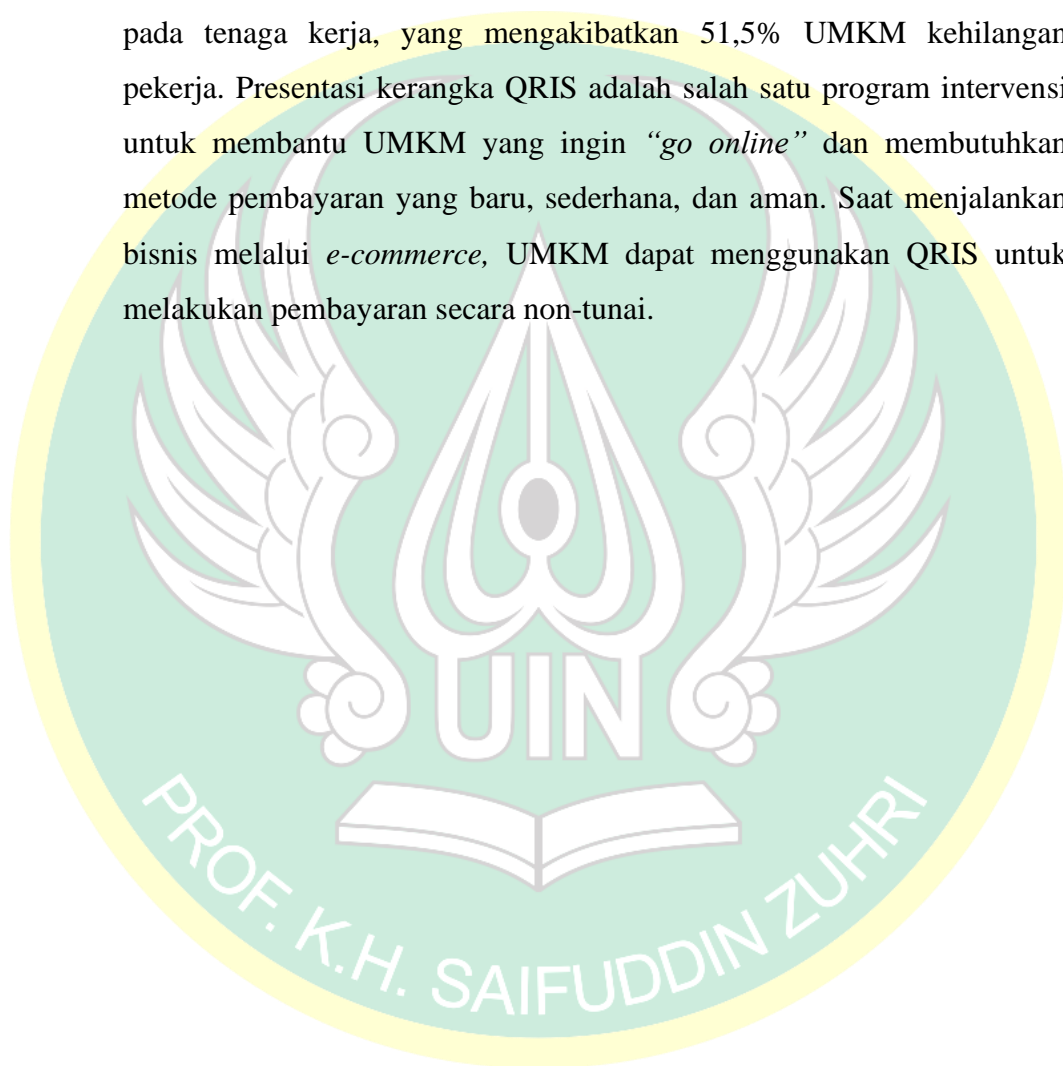 pada tenaga kerja, yang mengakibatkan 51,5% UMKM kehilangan
pekerja. Presentasi kerangka QRIS adalah salah satu program intervensi
untuk membantu UMKM yang ingin “go online” dan membutuhkan
metode pembayaran yang baru, sederhana, dan aman. Saat menjalankan
bisnis melalui e-commerce, UMKM dapat menggunakan QRIS untuk
melakukan pembayaran secara non-tunai.
UIN
PROF. K.H. SAIFUDDIN ZUHRI